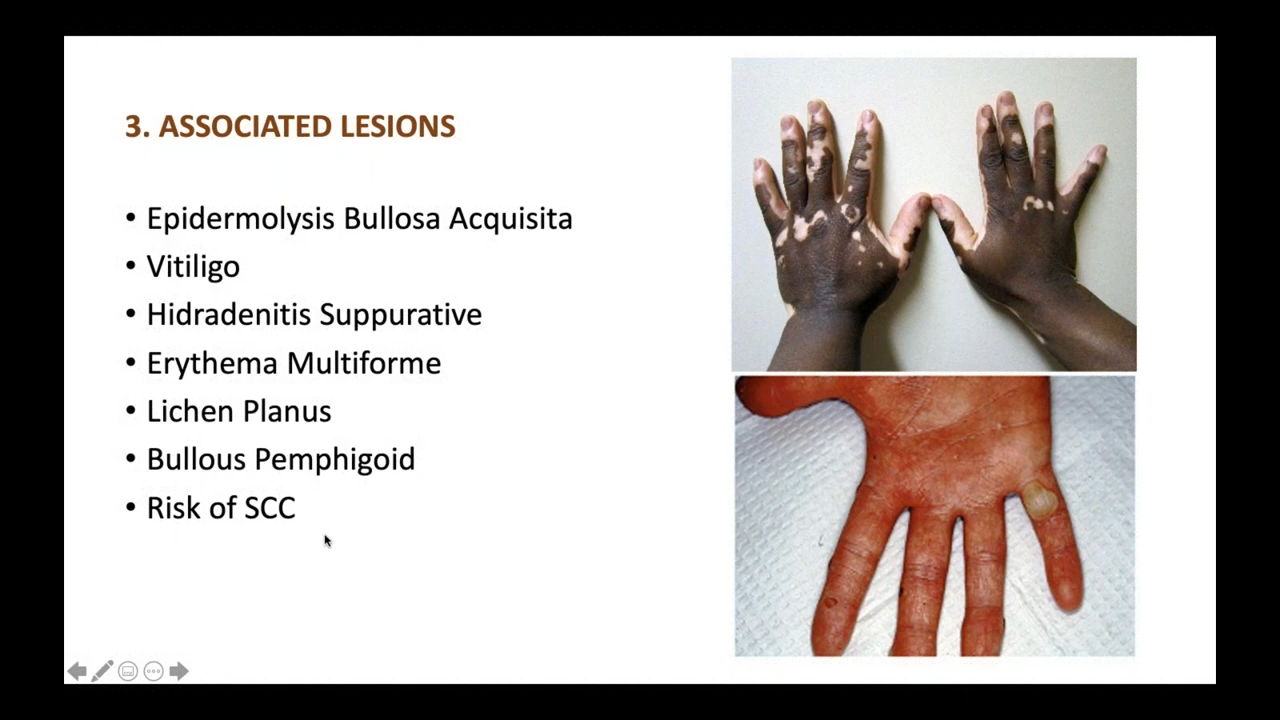 3. ASSOCIATED LESIONS
• Epidermolysis Bullosa Acquisita
• Vitiligo
• Hidradenitis Suppurative
• Erythema Multiforme
• Lichen Planus
• Bullous Pemphigoid
• Risk of SCC